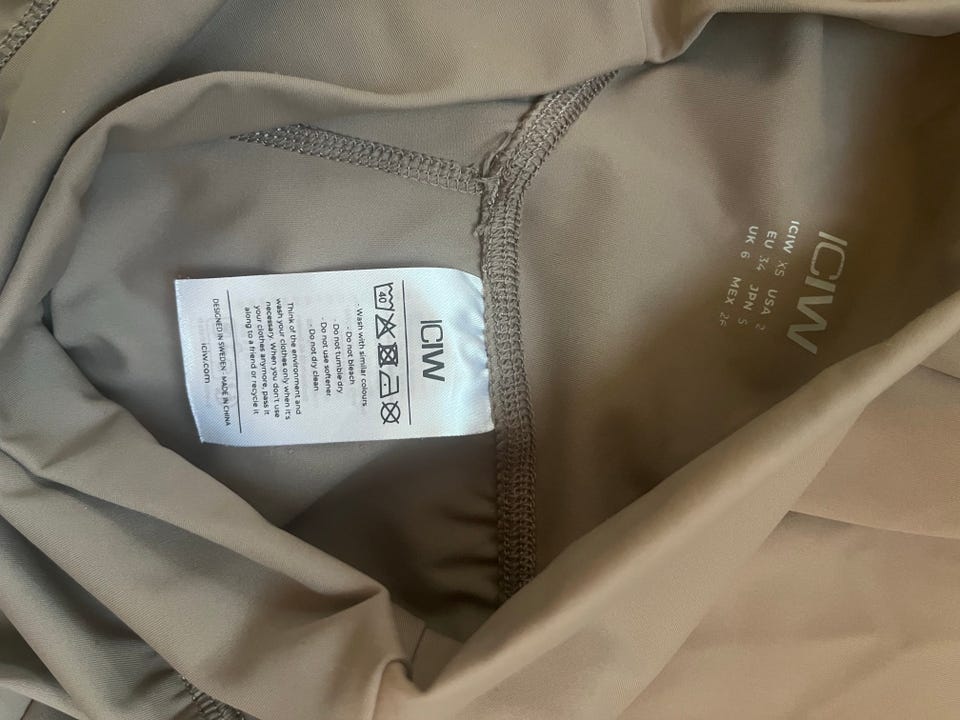 ICIW
ICIW XS USA 2
EU 34 JPN S
UK 6 MEX 2F
ICIW
40
- Wash with similar colours
- Do not bleach
- Do not tumble dry
- Do not use softener
- Do not dry clean
Think of the environment and
wash your clothes only when it's
necessary. When you don't use
your clothes anymore, pass it
along to a friend or recycle it
DESIGNED IN SWEDEN - MADE IN CHINA
iciw.com